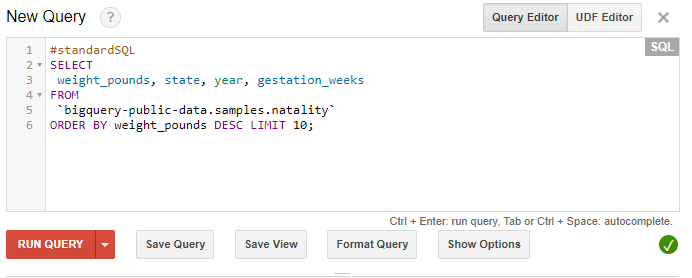 New Query ? Query Editor UDF Editor ×
1 #standardSQL SQL
2 SELECT
3 weight_pounds, state, year, gestation_weeks
4 FROM
5 `bigquery-public-data.samples.natality`
6 ORDER BY weight_pounds DESC LIMIT 10;
Ctrl + Enter: run query, Tab or Ctrl + Space: autocomplete.
RUN QUERY Save Query Save View Format Query Show Options